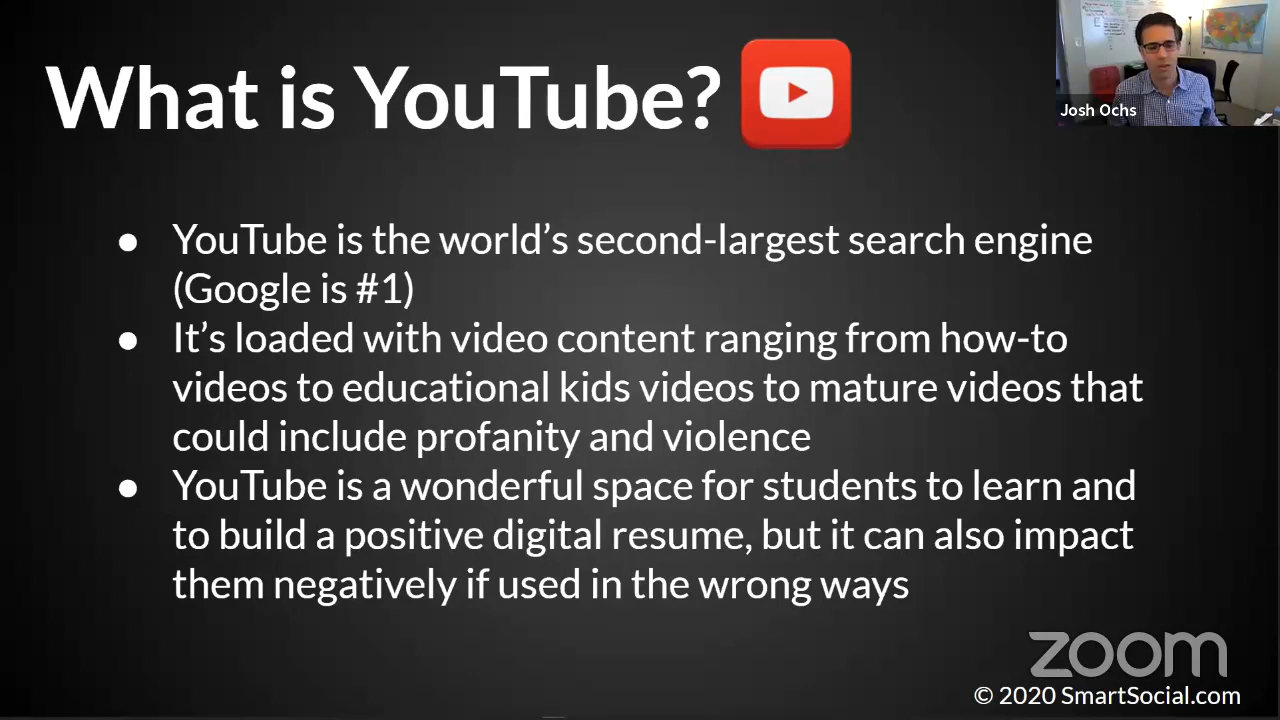 What is YouTube?
Josh Ochs
● YouTube is the world’s second-largest search engine
(Google is #1)
● It’s loaded with video content ranging from how-to
videos to educational kids videos to mature videos that
could include profanity and violence
● YouTube is a wonderful space for students to learn and
to build a positive digital resume, but it can also impact
them negatively if used in the wrong ways
zoom
© 2020 SmartSocial.com